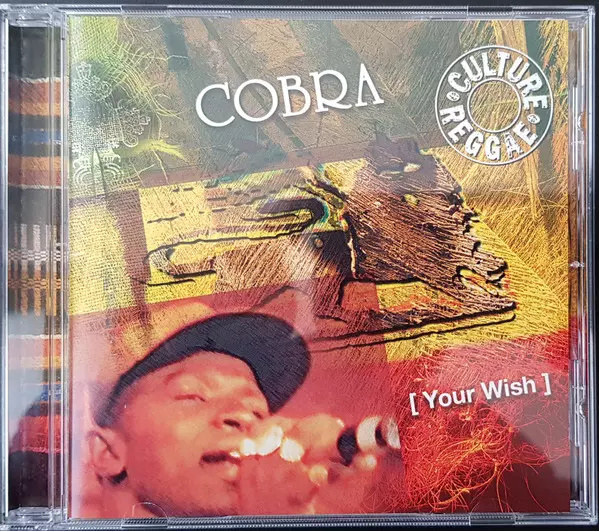 COBRA
CULTURE
REGGAE
[ Your Wish ]